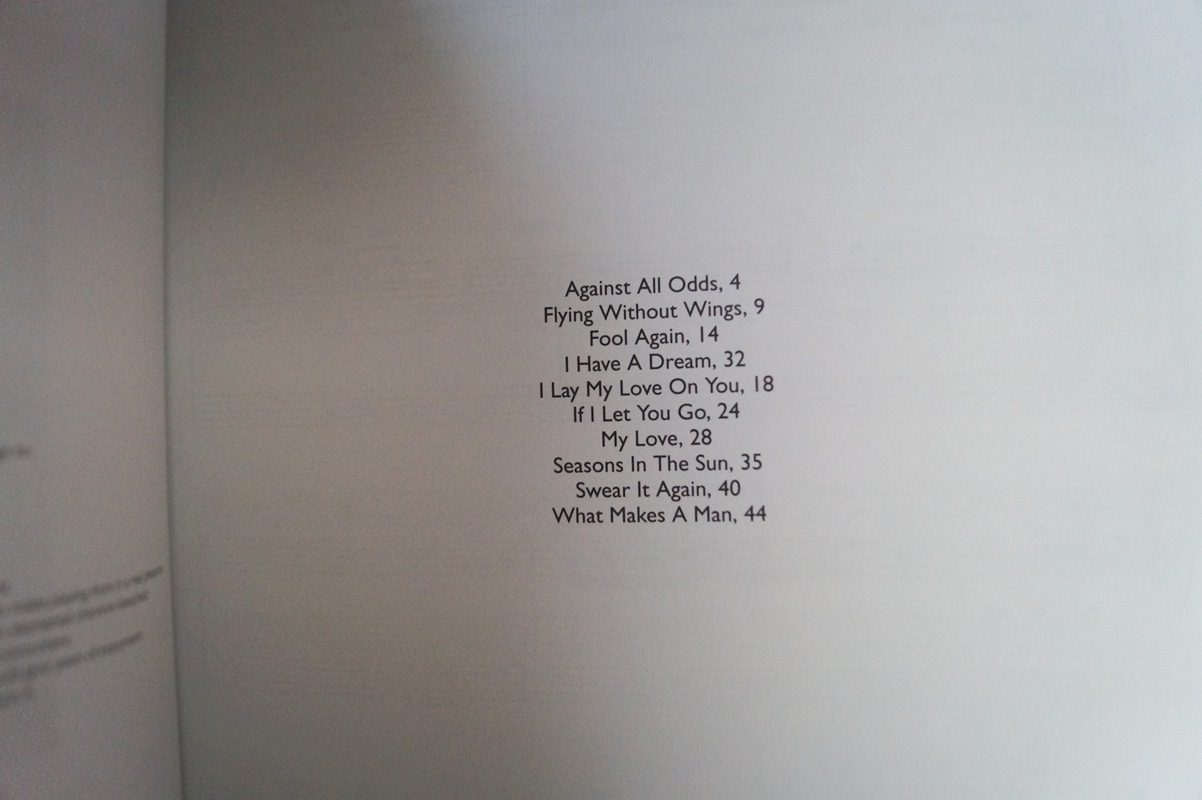 Against All Odds, 4
Flying Without Wings, 9
Fool Again, 14
I Have A Dream, 32
I Lay My Love On You, 18
If I Let You Go, 24
My Love, 28
Seasons In The Sun, 35
Swear It Again, 40
What Makes A Man, 44